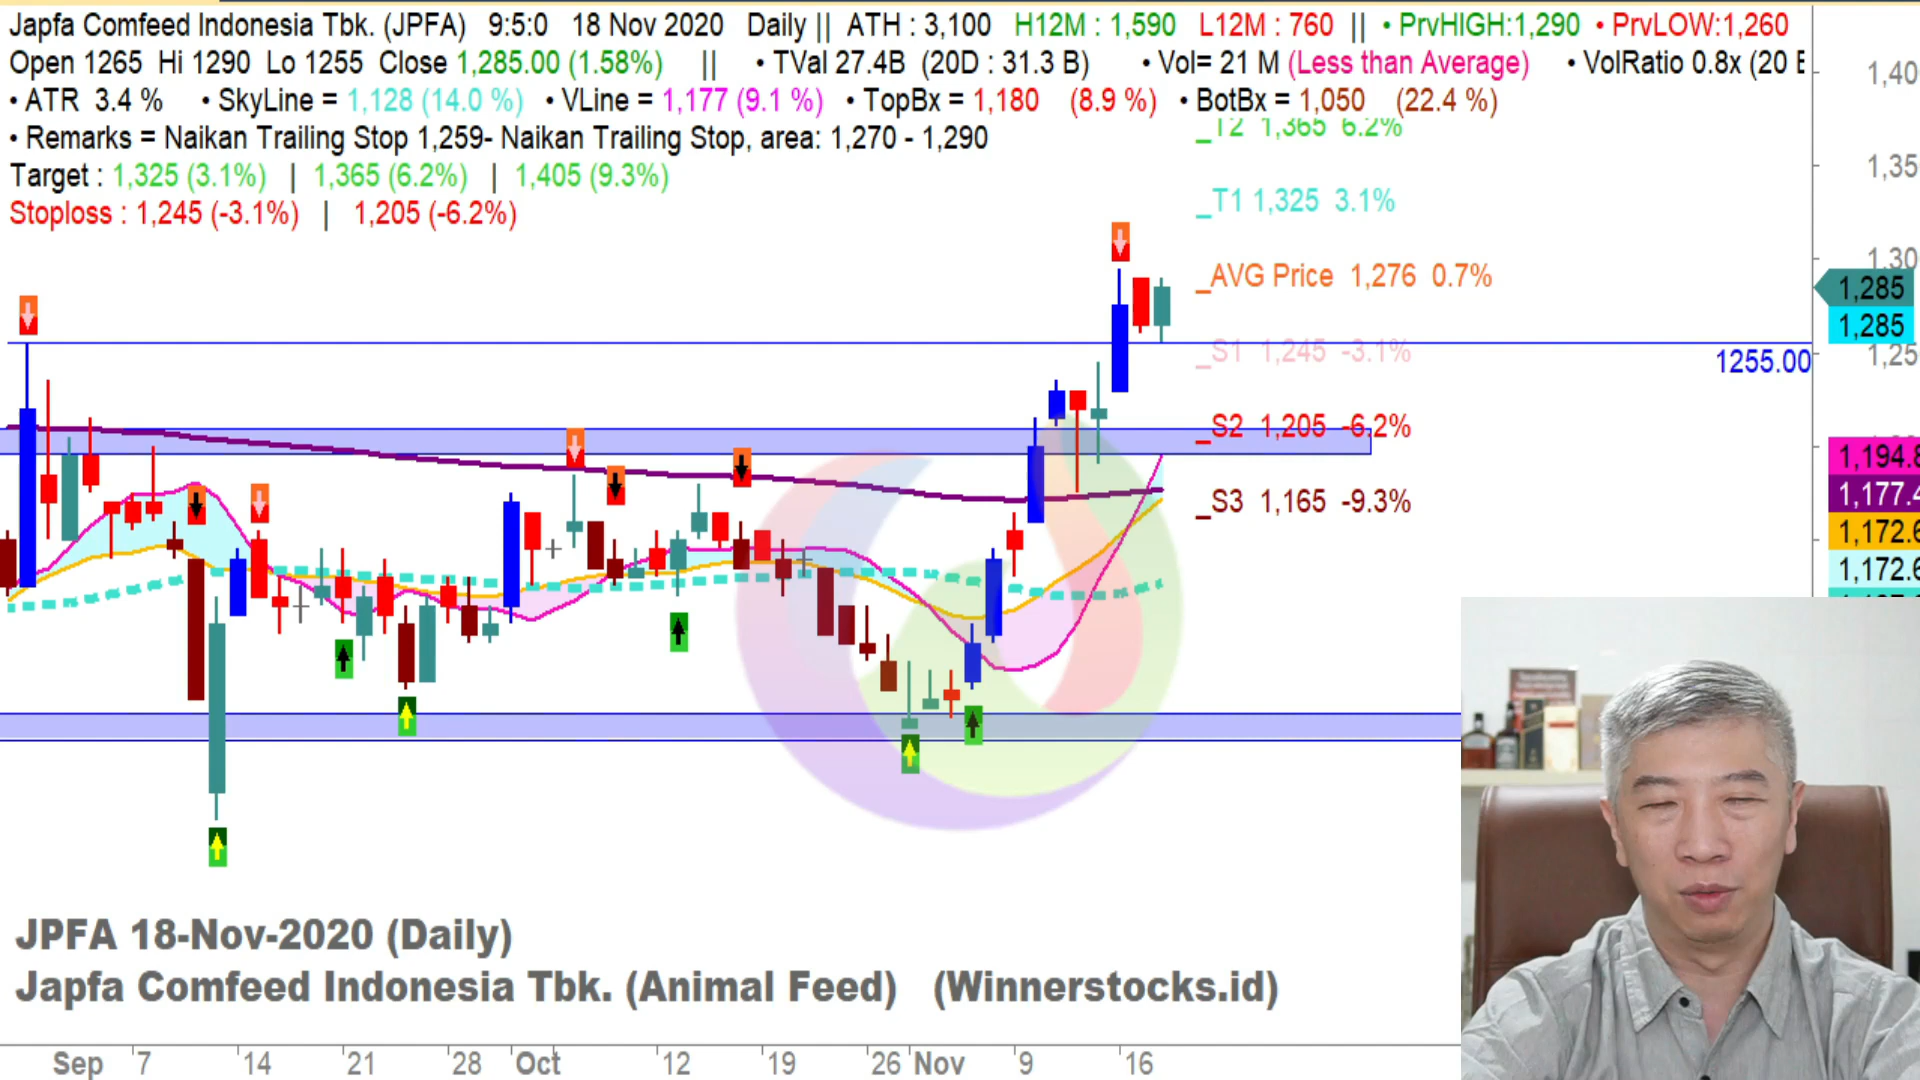 Japfa Comfeed Indonesia Tbk. (JPFA) 9:5:0 18 Nov 2020 Daily || ATH : 3,100 H12M : 1,590 L12M : 760 || • PrvHIGH:1,290 • PrvLOW:1,260
Open 1265 Hi 1290 Lo 1255 Close 1,285.00 (1.58%) || • TVal 27.4B (20D : 31.3 B) • Vol= 21 M (Less than Average) • VolRatio 0.8x (20
• ATR 3.4 % • SkyLine = 1,128 (14.0 %) • VLine = 1,177 (9.1 %) • TopBx = 1,180 (8.9 %) • BotBx = 1,050 (22.4 %)
• Remarks = Naikan Trailing Stop 1,259- Naikan Trailing Stop, area: 1,270 - 1,290
Target : 1,325 (3.1%) | 1,365 (6.2%) | 1,405 (9.3%)
Stoploss : 1,245 (-3.1%) | 1,205 (-6.2%)
_T2 1,365 6.2%
_T1 1,325 3.1%
_AVG Price 1,276 0.7%
_S1 1,245 -3.1%
_S2 1,205 -6.2%
_S3 1,165 -9.3%
1,40
1,35
1,30
1,285
1,285
1,25
1255.00
1,194.8
1,177.4
1,172.6
1,172.6
JPFA 18-Nov-2020 (Daily)
Japfa Comfeed Indonesia Tbk. (Animal Feed) (Winnerstocks.id)
Sep 7 14 21 28 Oct 12 19 26 Nov 9 16